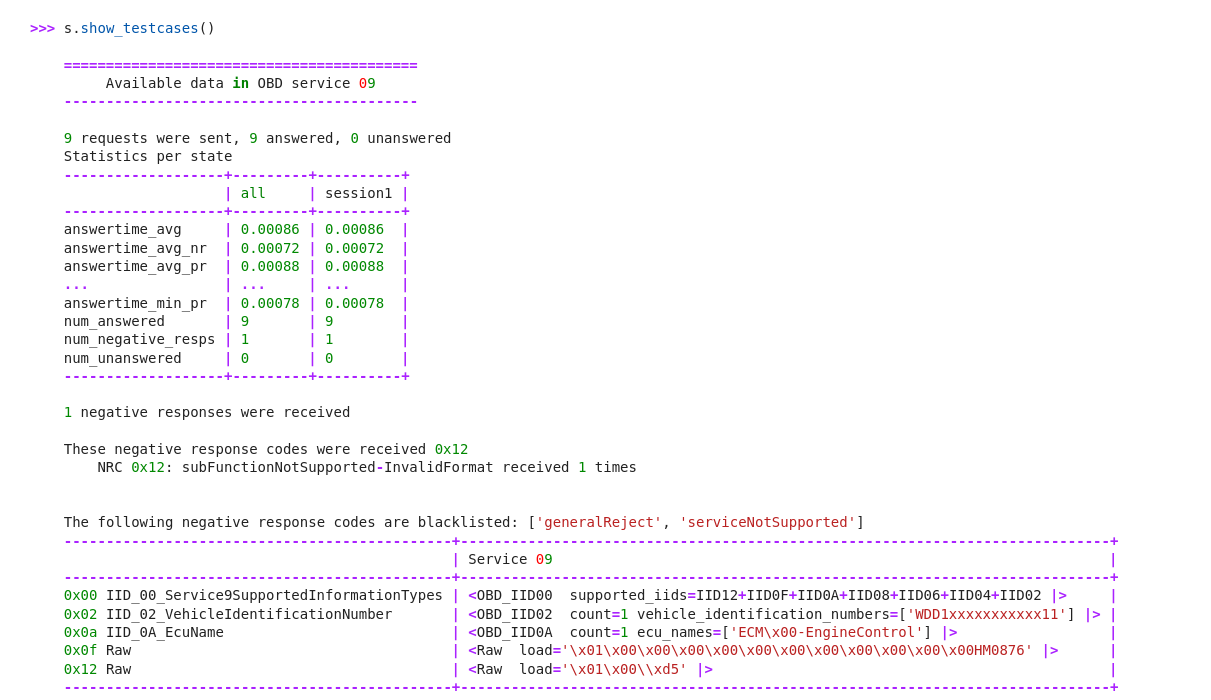 >>> s.show_testcases()
==========================================
Available data in OBD service 09
------------------------------------------
9 requests were sent, 9 answered, 0 unanswered
Statistics per state
-------------------+---------+----------+
                   | all     | session1 |
-------------------+---------+----------+
answertime_avg     | 0.00086 | 0.00086  |
answertime_avg_nr  | 0.00072 | 0.00072  |
answertime_avg_pr  | 0.00088 | 0.00088  |
...                | ...     | ...      |
answertime_min_pr  | 0.00078 | 0.00078  |
num_answered       | 9       | 9        |
num_negative_resps | 1       | 1        |
num_unanswered     | 0       | 0        |
-------------------+---------+----------+
1 negative responses were received
These negative response codes were received 0x12
NRC 0x12: subFunctionNotSupported-InvalidFormat received 1 times
The following negative response codes are blacklisted: ['generalReject', 'serviceNotSupported']
----------------------------------------------+-----------------------------------------------------------------------------+
                                              | Service 09                                                                  |
----------------------------------------------+-----------------------------------------------------------------------------+
0x00 IID_00_Service9SupportedInformationTypes | <OBD_IID00  supported_iids=IID12+IID0F+IID0A+IID08+IID06+IID04+IID02 |>     |
0x02 IID_02_VehicleIdentificationNumber       | <OBD_IID02  count=1 vehicle_identification_numbers=['WDD1xxxxxxxxxxx11'] |> |
0x0a IID_0A_EcuName                           | <OBD_IID0A  count=1 ecu_names=['ECM\x00-EngineControl'] |>                  |
0x0f Raw                                      | <Raw  load='\x01\x00\x00\x00\x00\x00\x00\x00\x00\x00\x00\x00HM0876' |>      |
0x12 Raw                                      | <Raw  load='\x01\x00\\xd5' |>                                               |
----------------------------------------------+-----------------------------------------------------------------------------+